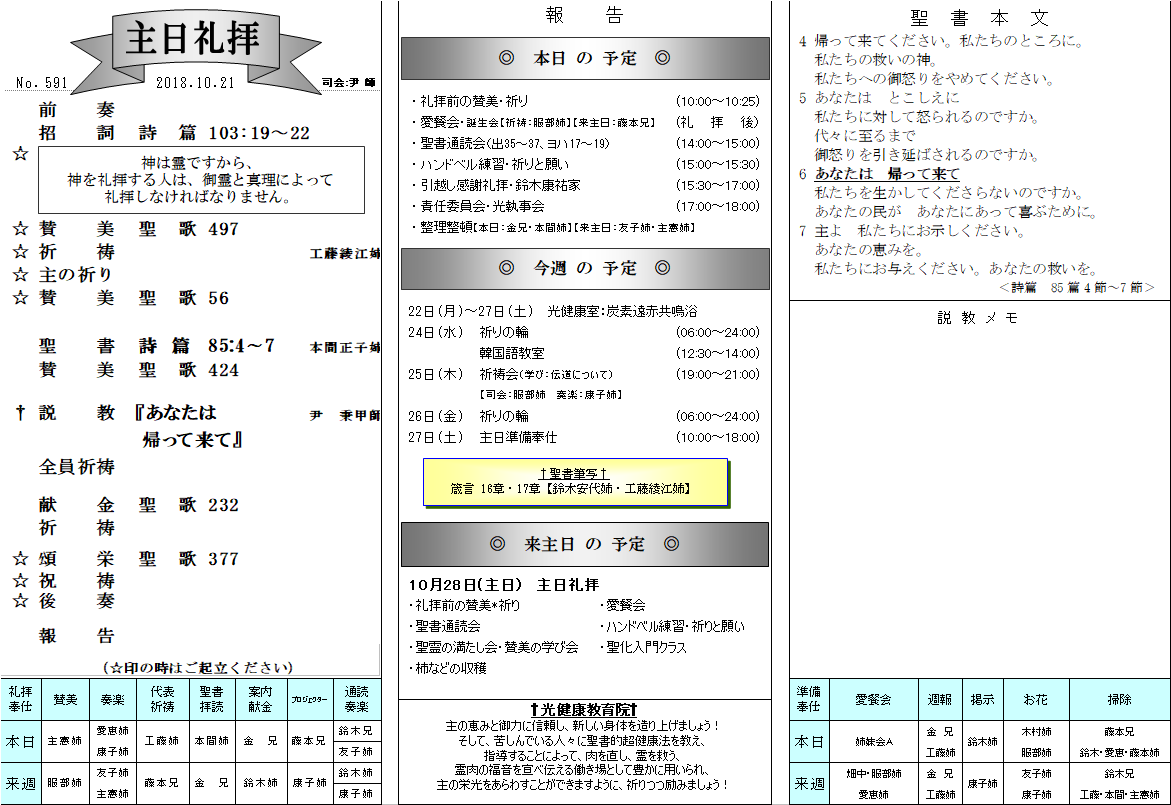 主日礼拝
No. 591
2018.10.21
司会:尹 師
前 奏
招 詞 詩 篇 103:19～22
☆
神は霊ですから、
神を礼拝する人は、御霊と真理によって
礼拝しなければなりません。
☆ 賛 美 聖 歌 497
☆ 祈 祷 工藤綾江姉
☆ 主の祈り
☆ 賛 美 聖 歌 56
聖 書 詩 篇 85:4～7 本間正子姉
賛 美 聖 歌 424
† 説 教 『あなたは 尹 秉甲師
帰って来て』
全員祈祷
献 金 聖 歌 232
祈 祷
☆ 頌 栄 聖 歌 377
☆ 祝 祷
☆ 後 奏
報 告
(☆印の時はご起立ください)
礼拝奉仕 賛美 奏楽 代表祈祷 聖書拝読 案内献金 プロジェクター 通読奏楽
本日 主憲姉 愛恵姉 康子姉 工藤姉 本間姉 金 兄 藤本兄 鈴木兄 友子姉
来週 服部姉 友子姉 主憲姉 藤本兄 金 兄 鈴木姉 康子姉 鈴木姉 康子姉
報 告
◎ 本日 の 予定 ◎
・礼拝前の賛美・祈り (10:00～10:25)
・愛餐会・誕生会【祈祷:服部姉】【来主日:藤本兄】 (礼 拝 後)
・聖書通読会(出35～37、ヨハ17～19) (14:00～15:00)
・ハンドベル練習・祈りと願い (15:00～15:30)
・引越し感謝礼拝・鈴木康祐家 (15:30～17:00)
・責任委員会・光執事会 (17:00～18:00)
・整理整頓【本日:金兄・本間姉】【来主日:友子姉・主憲姉】
◎ 今週 の 予定 ◎
22日(月)～27日(土) 光健康室:炭素遠赤共鳴浴
24日(水) 祈りの輪 (06:00～24:00)
韓国語教室 (12:30～14:00)
25日(木) 祈祷会(学び:伝道について) (19:00～21:00)
【司会:服部姉 奏楽:康子姉】
26日(金) 祈りの輪 (06:00～24:00)
27日(土) 主日準備奉仕 (10:00～18:00)
†聖書筆写†
箴言 16章・17章【鈴木安代姉・工藤綾江姉】
◎ 来主日 の 予定 ◎
10月28日(主日) 主日礼拝
・礼拝前の賛美*祈り ・愛餐会
・聖書通読会 ・ハンドベル練習・祈りと願い
・聖霊の満たし会・賛美の学び会 ・聖化入門クラス
・柿などの収穫
†光健康教育院†
主の恵みと御力に信頼し、新しい身体を造り上げましょう!
そして、苦しんでいる人々に聖書的超健康法を教え、
指導することによって、肉を直し、霊を救う、
霊肉の福音を宣べ伝える働き場として豊かに用いられ、
主の栄光をあらわすことができますように、祈りつつ励みましょう!
聖 書 本 文
4 帰って来てください。私たちのところに。
私たちの救いの神。
私たちへの御怒りをやめてください。
5 あなたは とこしえに
私たちに対して怒られるのですか。
代々に至るまで
御怒りを引き延ばされるのですか。
6 あなたは 帰って来て
私たちを生かしてくださらないのですか。
あなたの民が あなたにあって喜ぶために。
7 主よ 私たちにお示しください。
あなたの恵みを。
私たちにお与えください。あなたの救いを。
＜詩篇 85篇4節～7節＞
説 教 メ モ
準備奉仕 愛餐会 週報 掲示 お花 掃除
本日 姉妹会A 金 兄 工藤姉 鈴木姉 木村姉 服部姉 藤本兄 鈴木・愛恵・藤本姉
来週 畑中・服部姉 愛恵姉 金 兄 工藤姉 康子姉 友子姉 康子姉 鈴木兄 工藤・本間・主憲姉